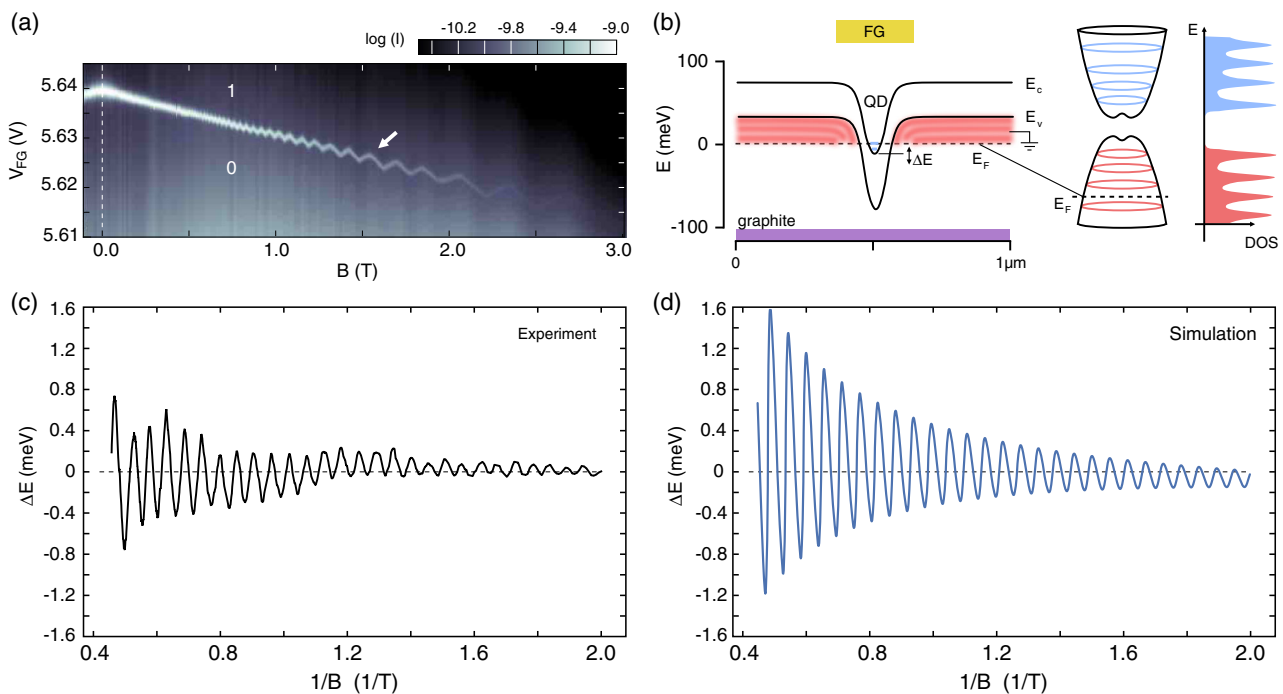 (a)
log (I)
-10.2 -9.8 -9.4 -9.0
5.64
5.63
5.62
5.61
V_FG (V)
1
0
0.0 1.0 2.0 3.0
B (T)
(b)
FG
100
0
-100
E (meV)
QD
E_c
E_v
ΔE
E_F
graphite
0 1µm
E_F
E
DOS
(c)
Experiment
1.6
1.2
0.8
0.4
0
-0.4
-0.8
-1.2
-1.6
ΔE (meV)
0.4 0.8 1.2 1.6 2.0
1/B (1/T)
(d)
Simulation
1.6
1.2
0.8
0.4
0
-0.4
-0.8
-1.2
-1.6
ΔE (meV)
0.4 0.8 1.2 1.6 2.0
1/B (1/T)